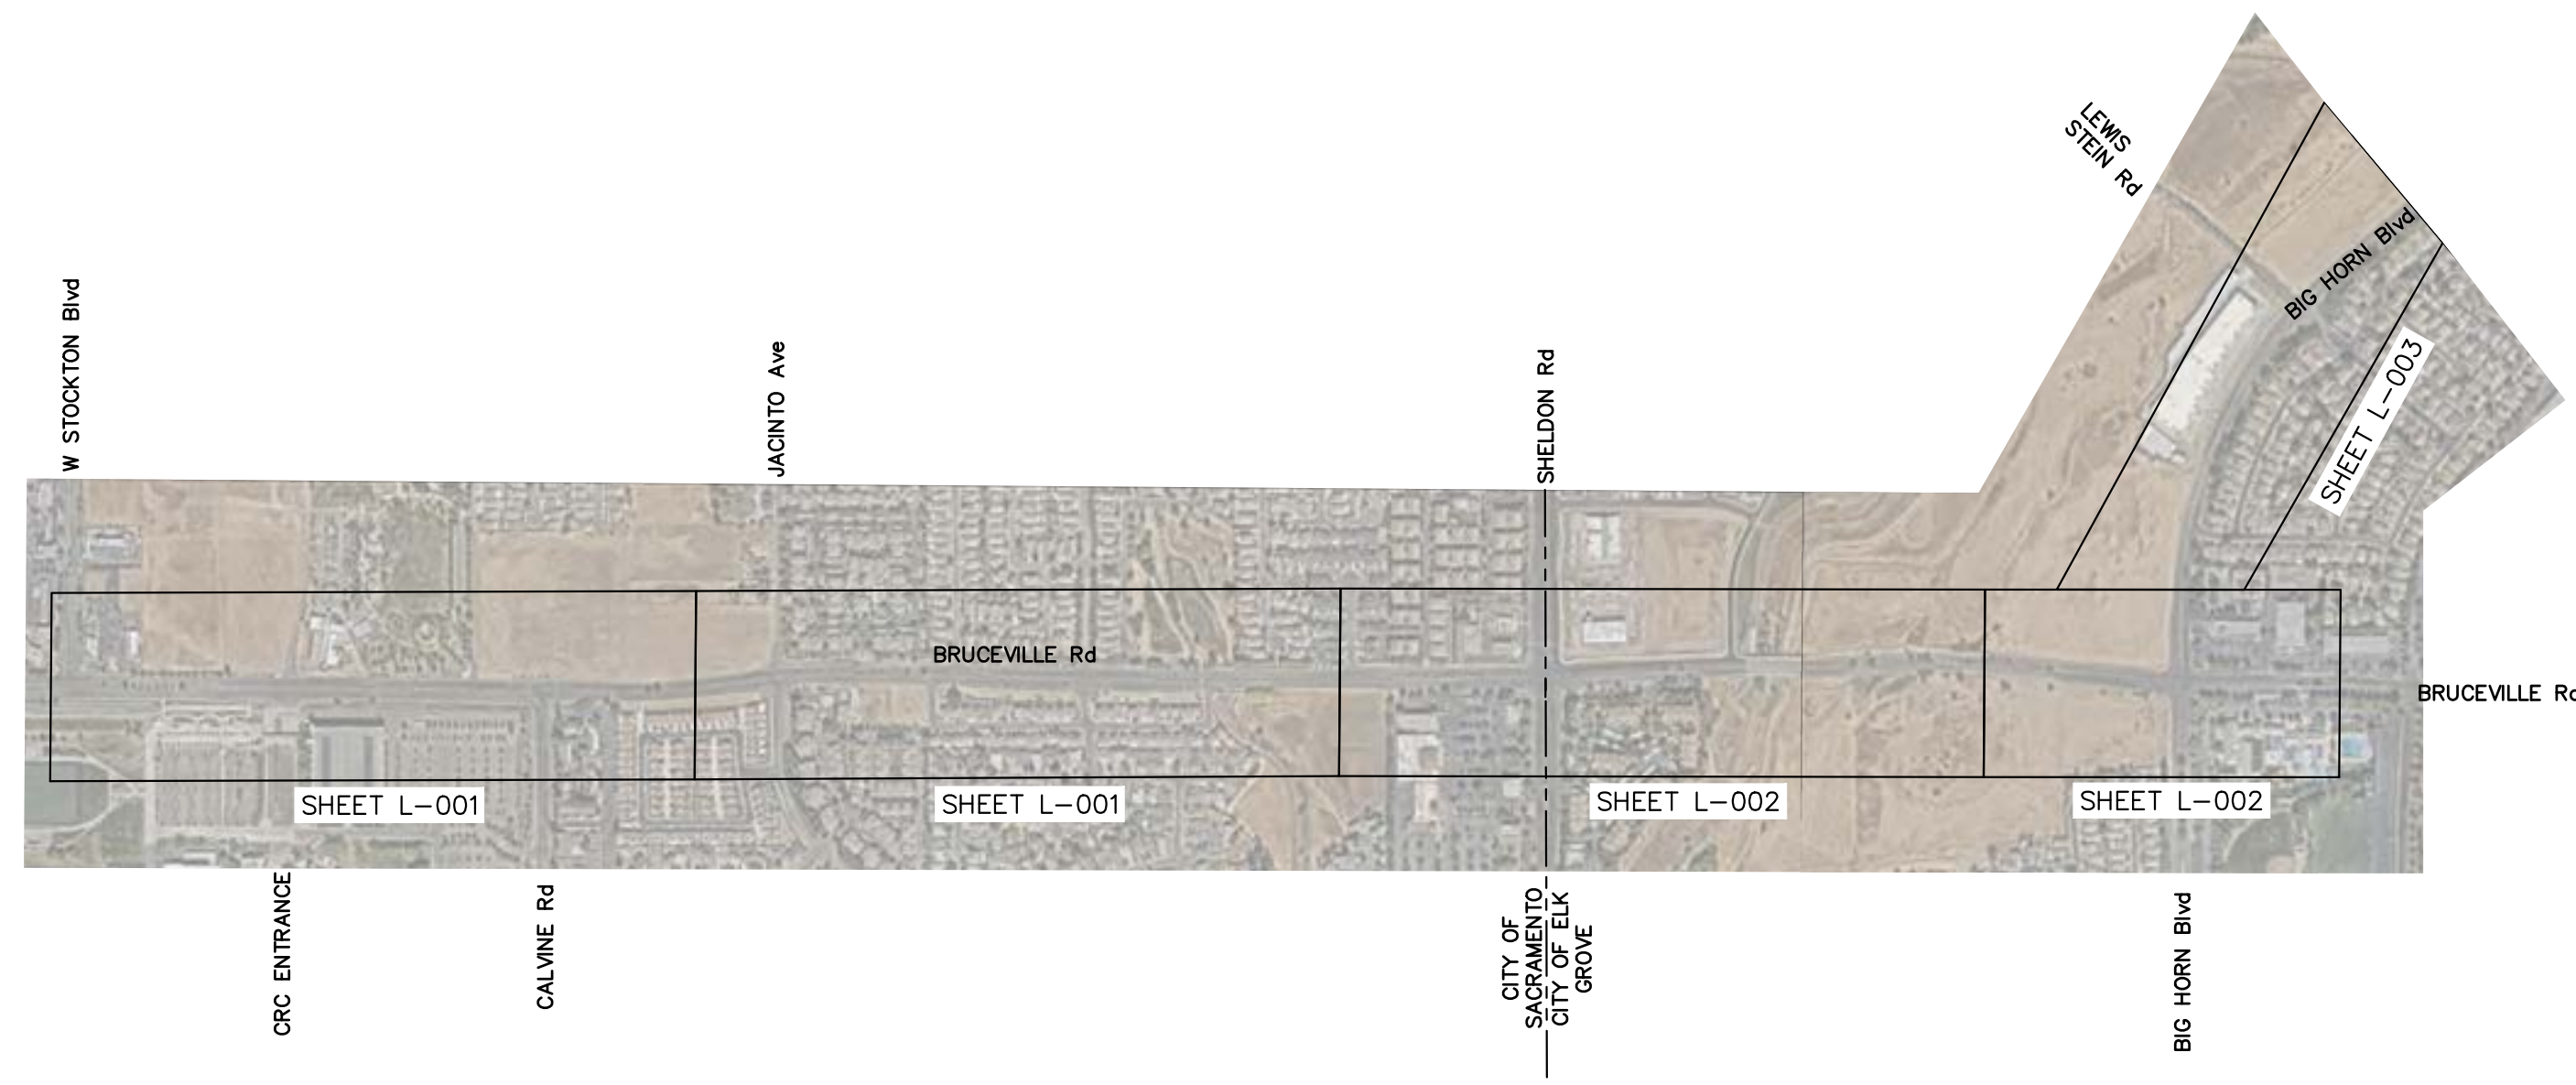 LEWIS
STEIN Rd
BIG HORN Blvd
W STOCKTON Blvd
JACINTO Ave
SHELDON Rd
SHEET L-003
BRUCEVILLE Rd
BRUCEVILLE Rd
SHEET L-001
SHEET L-001
SHEET L-002
SHEET L-002
CRC ENTRANCE
CALVINE Rd
CITY OF
SACRAMENTO
CITY OF ELK
GROVE
BIG HORN Blvd